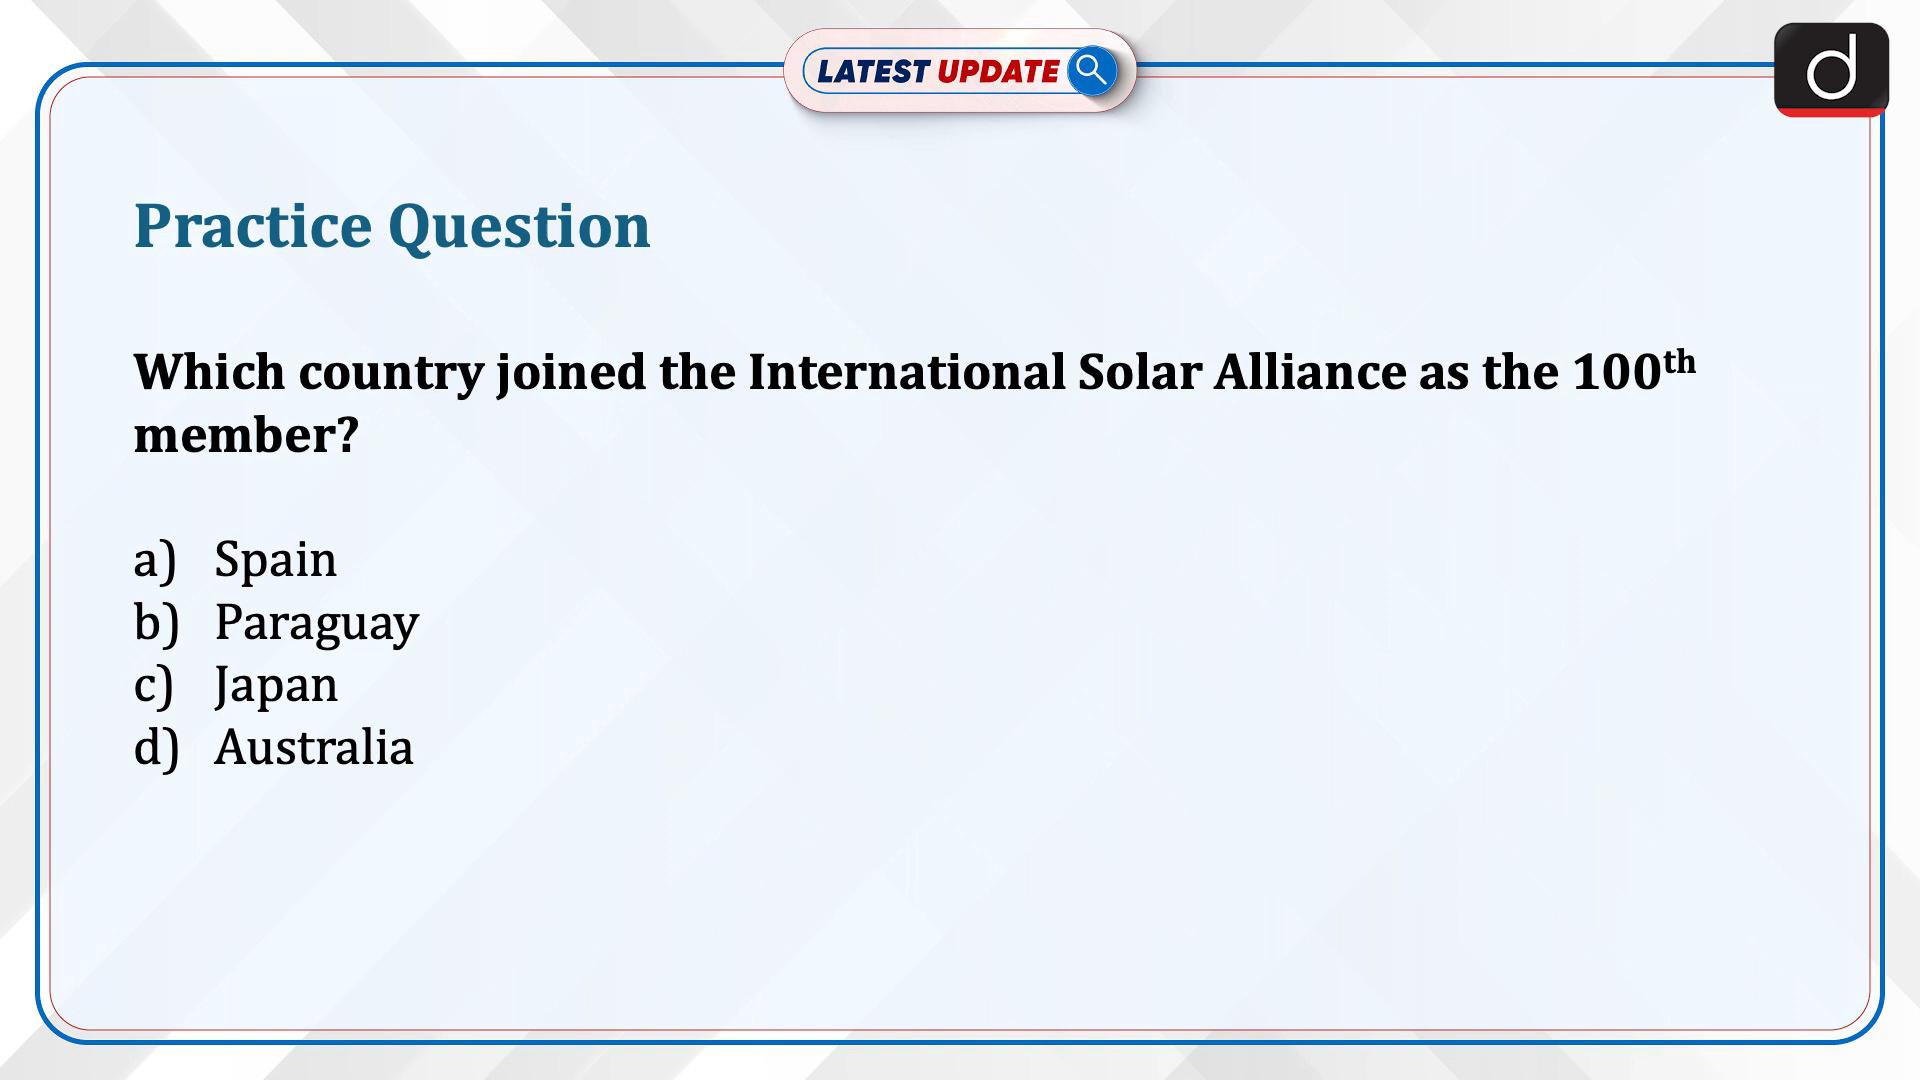 LATEST UPDATE
d
Practice Question
Which country joined the International Solar Alliance as the 100th
member?
a) Spain
b) Paraguay
c) Japan
d) Australia